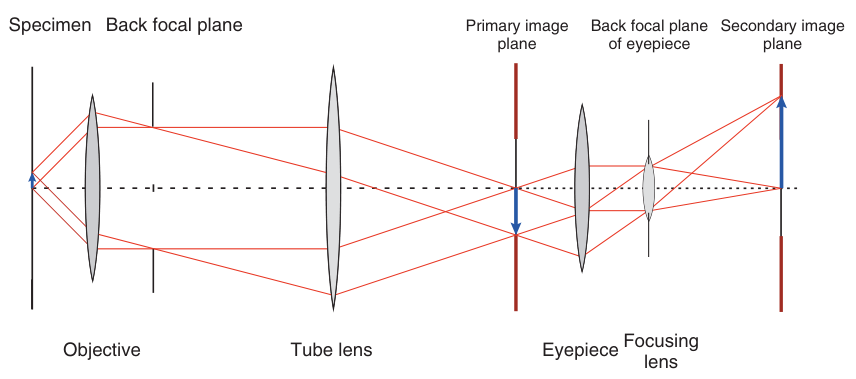 Specimen
Back focal plane
Primary image
plane
Back focal plane
of eyepiece
Secondary image
plane
Objective
Tube lens
Eyepiece
Focusing
lens